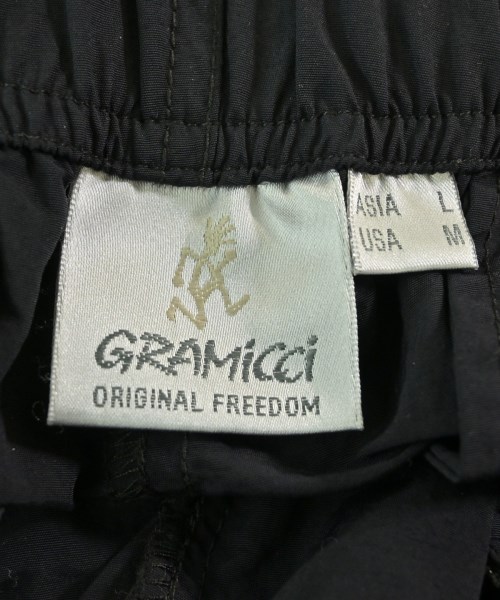 GRAMiCCi
ORIGINAL FREEDOM
ASIA L
USA M